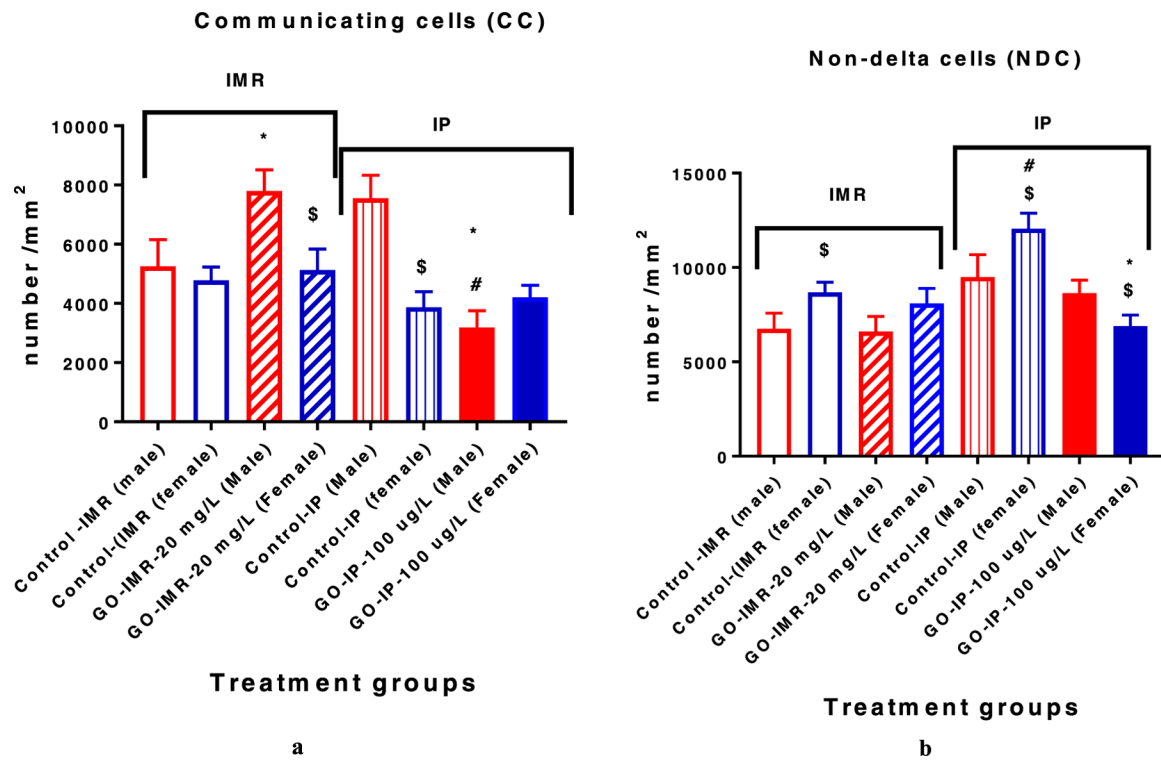 Communicating cells (CC)
IMR
IP
number /mm2
10000
8000
6000
4000
2000
0
*
$
$
*
#
Control -IMR (male)
Control-(IMR (female)
GO-IMR-20 mg/L (Male)
GO-IMR-20 mg/L (Female)
Control-IP (Male)
Control-IP (female)
GO-IP-100 ug/L (Male)
GO-IP-100 ug/L (Female)
Treatment groups
a
Non-delta cells (NDC)
IP
IMR
number /mm2
15000
10000
5000
0
$
#
$
*
$
Control -IMR (male)
Control-(IMR (female)
GO-IMR-20 mg/L (Male)
GO-IMR-20 mg/L (Female)
Control-IP (Male)
Control-IP (female)
GO-IP-100 ug/L (Male)
GO-IP-100 ug/L (Female)
Treatment groups
b